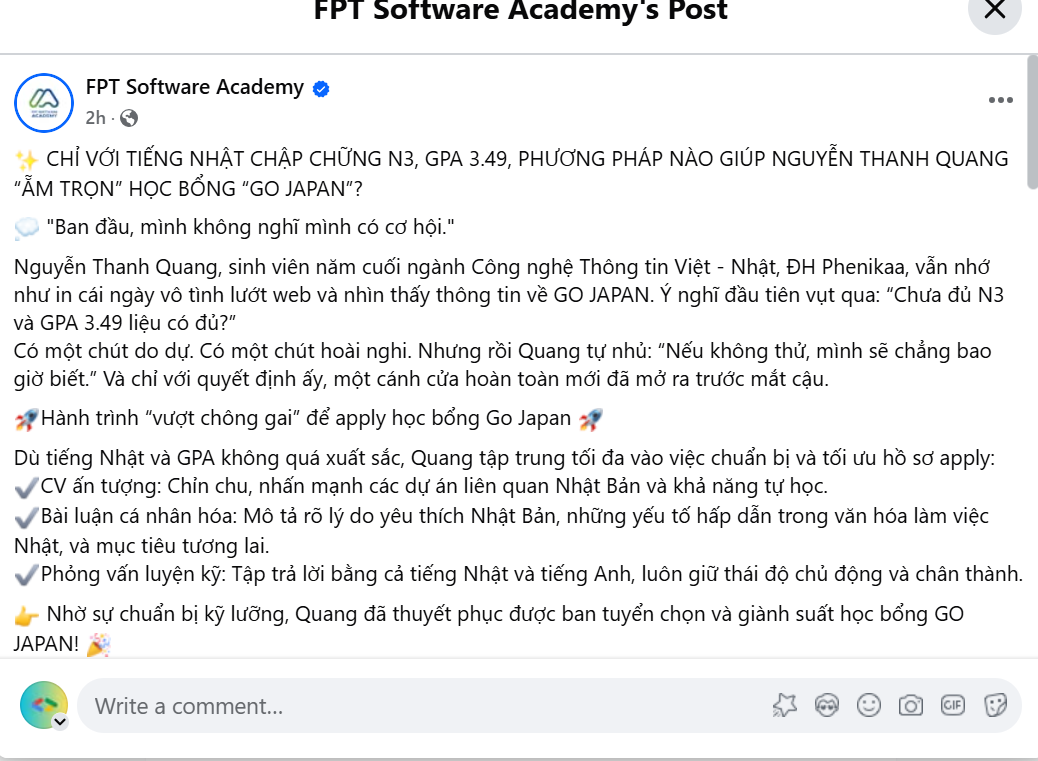 FPT Software Academy's Post
FPT Software Academy
2h ·
✨ CHỈ VỚI TIẾNG NHẬT CHẬP CHỮNG N3, GPA 3.49, PHƯƠNG PHÁP NÀO GIÚP NGUYỄN THANH QUANG
“ẴM TRỌN” HỌC BỔNG “GO JAPAN”?
💭 "Ban đầu, mình không nghĩ mình có cơ hội."
Nguyễn Thanh Quang, sinh viên năm cuối ngành Công nghệ Thông tin Việt - Nhật, ĐH Phenikaa, vẫn nhớ
như in cái ngày vô tình lướt web và nhìn thấy thông tin về GO JAPAN. Ý nghĩ đầu tiên vụt qua: “Chưa đủ N3
và GPA 3.49 liệu có đủ?”
Có một chút do dự. Có một chút hoài nghi. Nhưng rồi Quang tự nhủ: “Nếu không thử, mình sẽ chẳng bao
giờ biết.” Và chỉ với quyết định ấy, một cánh cửa hoàn toàn mới đã mở ra trước mắt cậu.
🚀Hành trình “vượt chông gai” để apply học bổng Go Japan 🚀
Dù tiếng Nhật và GPA không quá xuất sắc, Quang tập trung tối đa vào việc chuẩn bị và tối ưu hồ sơ apply:
✔️CV ấn tượng: Chỉn chu, nhấn mạnh các dự án liên quan Nhật Bản và khả năng tự học.
✔️Bài luận cá nhân hóa: Mô tả rõ lý do yêu thích Nhật Bản, những yếu tố hấp dẫn trong văn hóa làm việc
Nhật, và mục tiêu tương lai.
✔️Phỏng vấn luyện kỹ: Tập trả lời bằng cả tiếng Nhật và tiếng Anh, luôn giữ thái độ chủ động và chân thành.
👉 Nhờ sự chuẩn bị kỹ lưỡng, Quang đã thuyết phục được ban tuyển chọn và giành suất học bổng GO
JAPAN! 🎉
Write a comment...
GIF